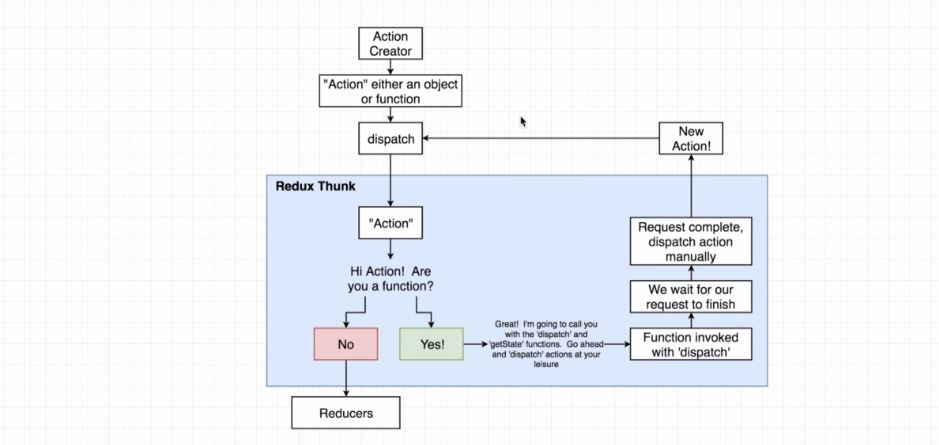 Action
Creator
"Action" either an object
or function
dispatch
New
Action!
Redux Thunk
"Action"
Hi Action! Are
you a function?
No
Yes!
Great! I'm going to call you
with the 'dispatch' and
'getState' functions. Go ahead
and 'dispatch' actions at your
leisure
Function invoked
with 'dispatch'
We wait for our
request to finish
Request complete,
dispatch action
manually
Reducers